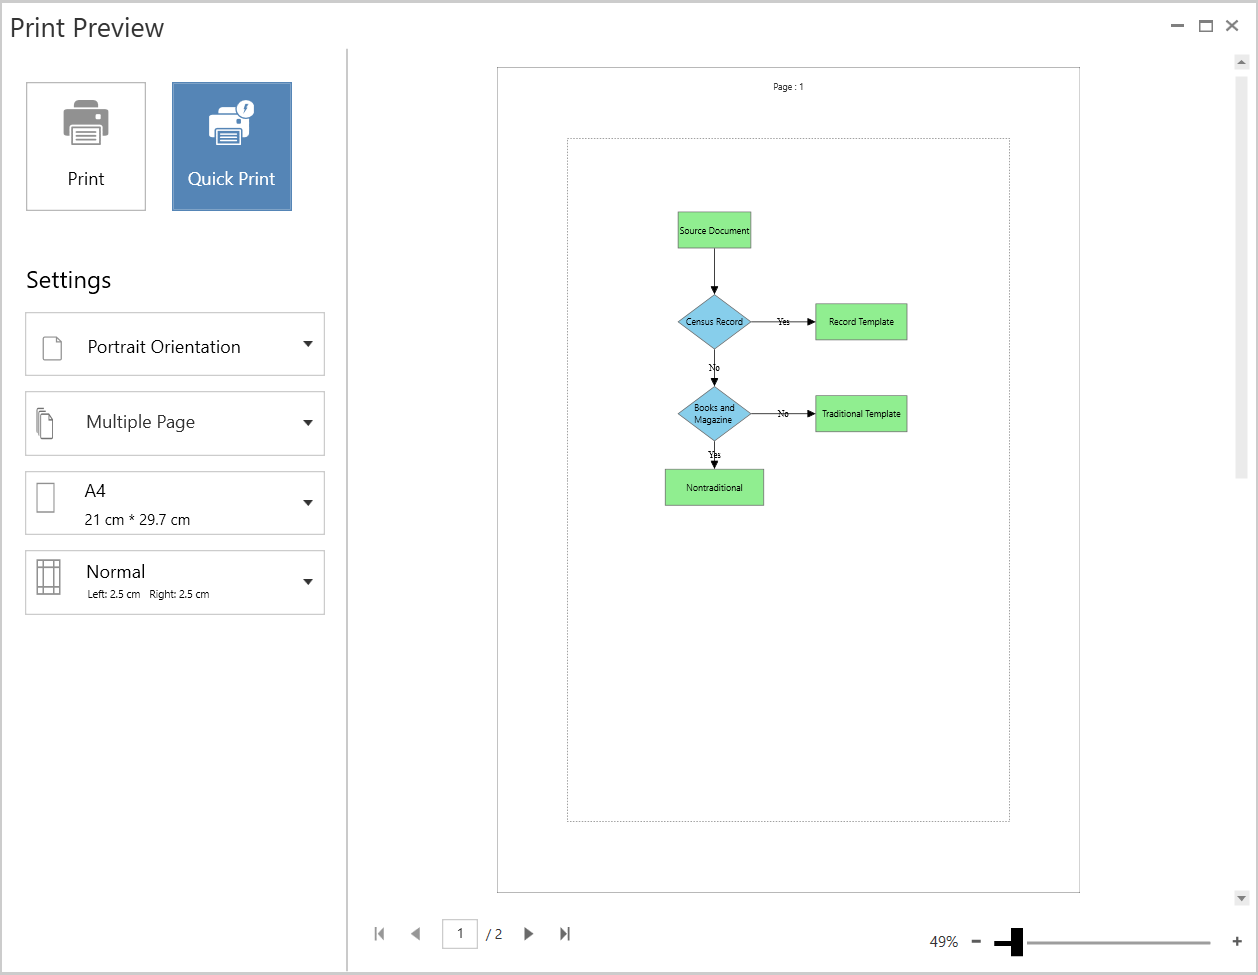 Print Preview
Print
Quick Print
Settings
Portrait Orientation
Multiple Page
A4
21 cm * 29.7 cm
Normal
Left: 2.5 cm Right: 2.5 cm
Page : 1
Source Document
Census Record
Yes
Record Template
No
Books and
Magazine
No
Traditional Template
Yes
Nontraditional
1 / 2
49%